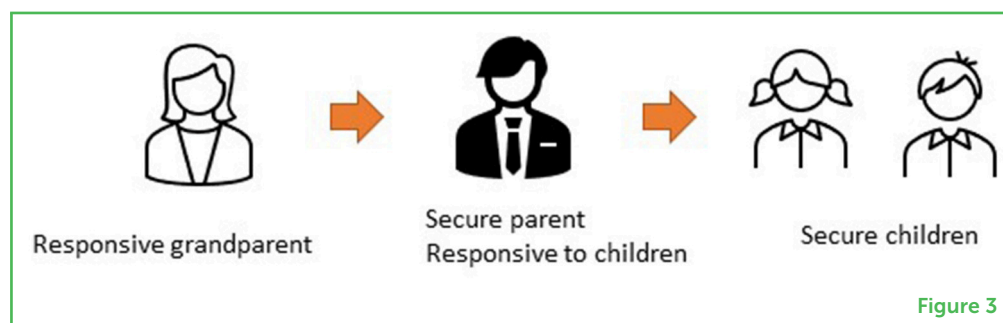 Responsive grandparent
Secure parent
Responsive to children
Secure children
Figure 3